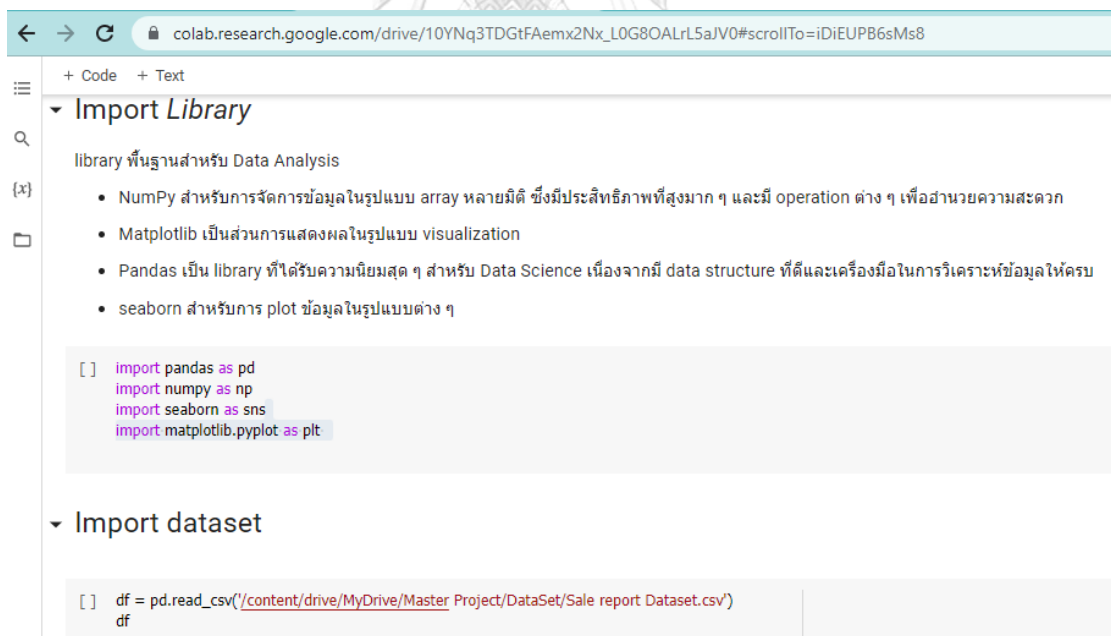 colab.research.google.com/drive/10YNq3TDGtFAemx2Nx_L0G8OALrL5aJV0#scrollTo=iDiEUPB6sMs8
+ Code + Text
Import Library
library พื้นฐานสำหรับ Data Analysis
{x}
• NumPy สำหรับการจัดการข้อมูลในรูปแบบ array หลายมิติ ซึ่งมีประสิทธิภาพที่สูงมาก ๆ และมี operation ต่าง ๆ เพื่ออำนวยความสะดวก
• Matplotlib เป็นส่วนการแสดงผลในรูปแบบ visualization
• Pandas เป็น library ที่ได้รับความนิยมสุด ๆ สำหรับ Data Science เนื่องจากมี data structure ที่ดีและเครื่องมือในการวิเคราะห์ข้อมูลให้ครบ
• seaborn สำหรับการ plot ข้อมูลในรูปแบบต่าง ๆ
[ ] import pandas as pd
import numpy as np
import seaborn as sns
import matplotlib.pyplot as plt
Import dataset
[ ] df = pd.read_csv('/content/drive/MyDrive/Master Project/DataSet/Sale report Dataset.csv')
df